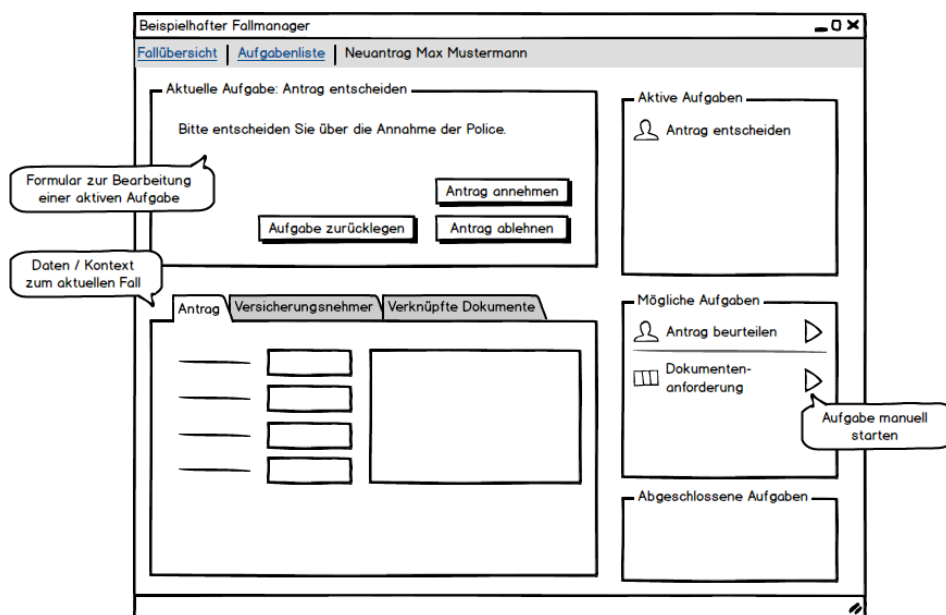 Beispielhafter Fallmanager
Fallübersicht | Aufgabenliste | Neuantrag Max Mustermann
Aktuelle Aufgabe: Antrag entscheiden
Bitte entscheiden Sie über die Annahme der Police.
Formular zur Bearbeitung
einer aktiven Aufgabe
Antrag annehmen
Aufgabe zurücklegen
Antrag ablehnen
Daten / Kontext
zum aktuellen Fall
Antrag
Versicherungsnehmer
Verknüpfte Dokumente
Aktive Aufgaben
Antrag entscheiden
Mögliche Aufgaben
Antrag beurteilen
Dokumenten-
anforderung
Aufgabe manuell
starten
Abgeschlossene Aufgaben